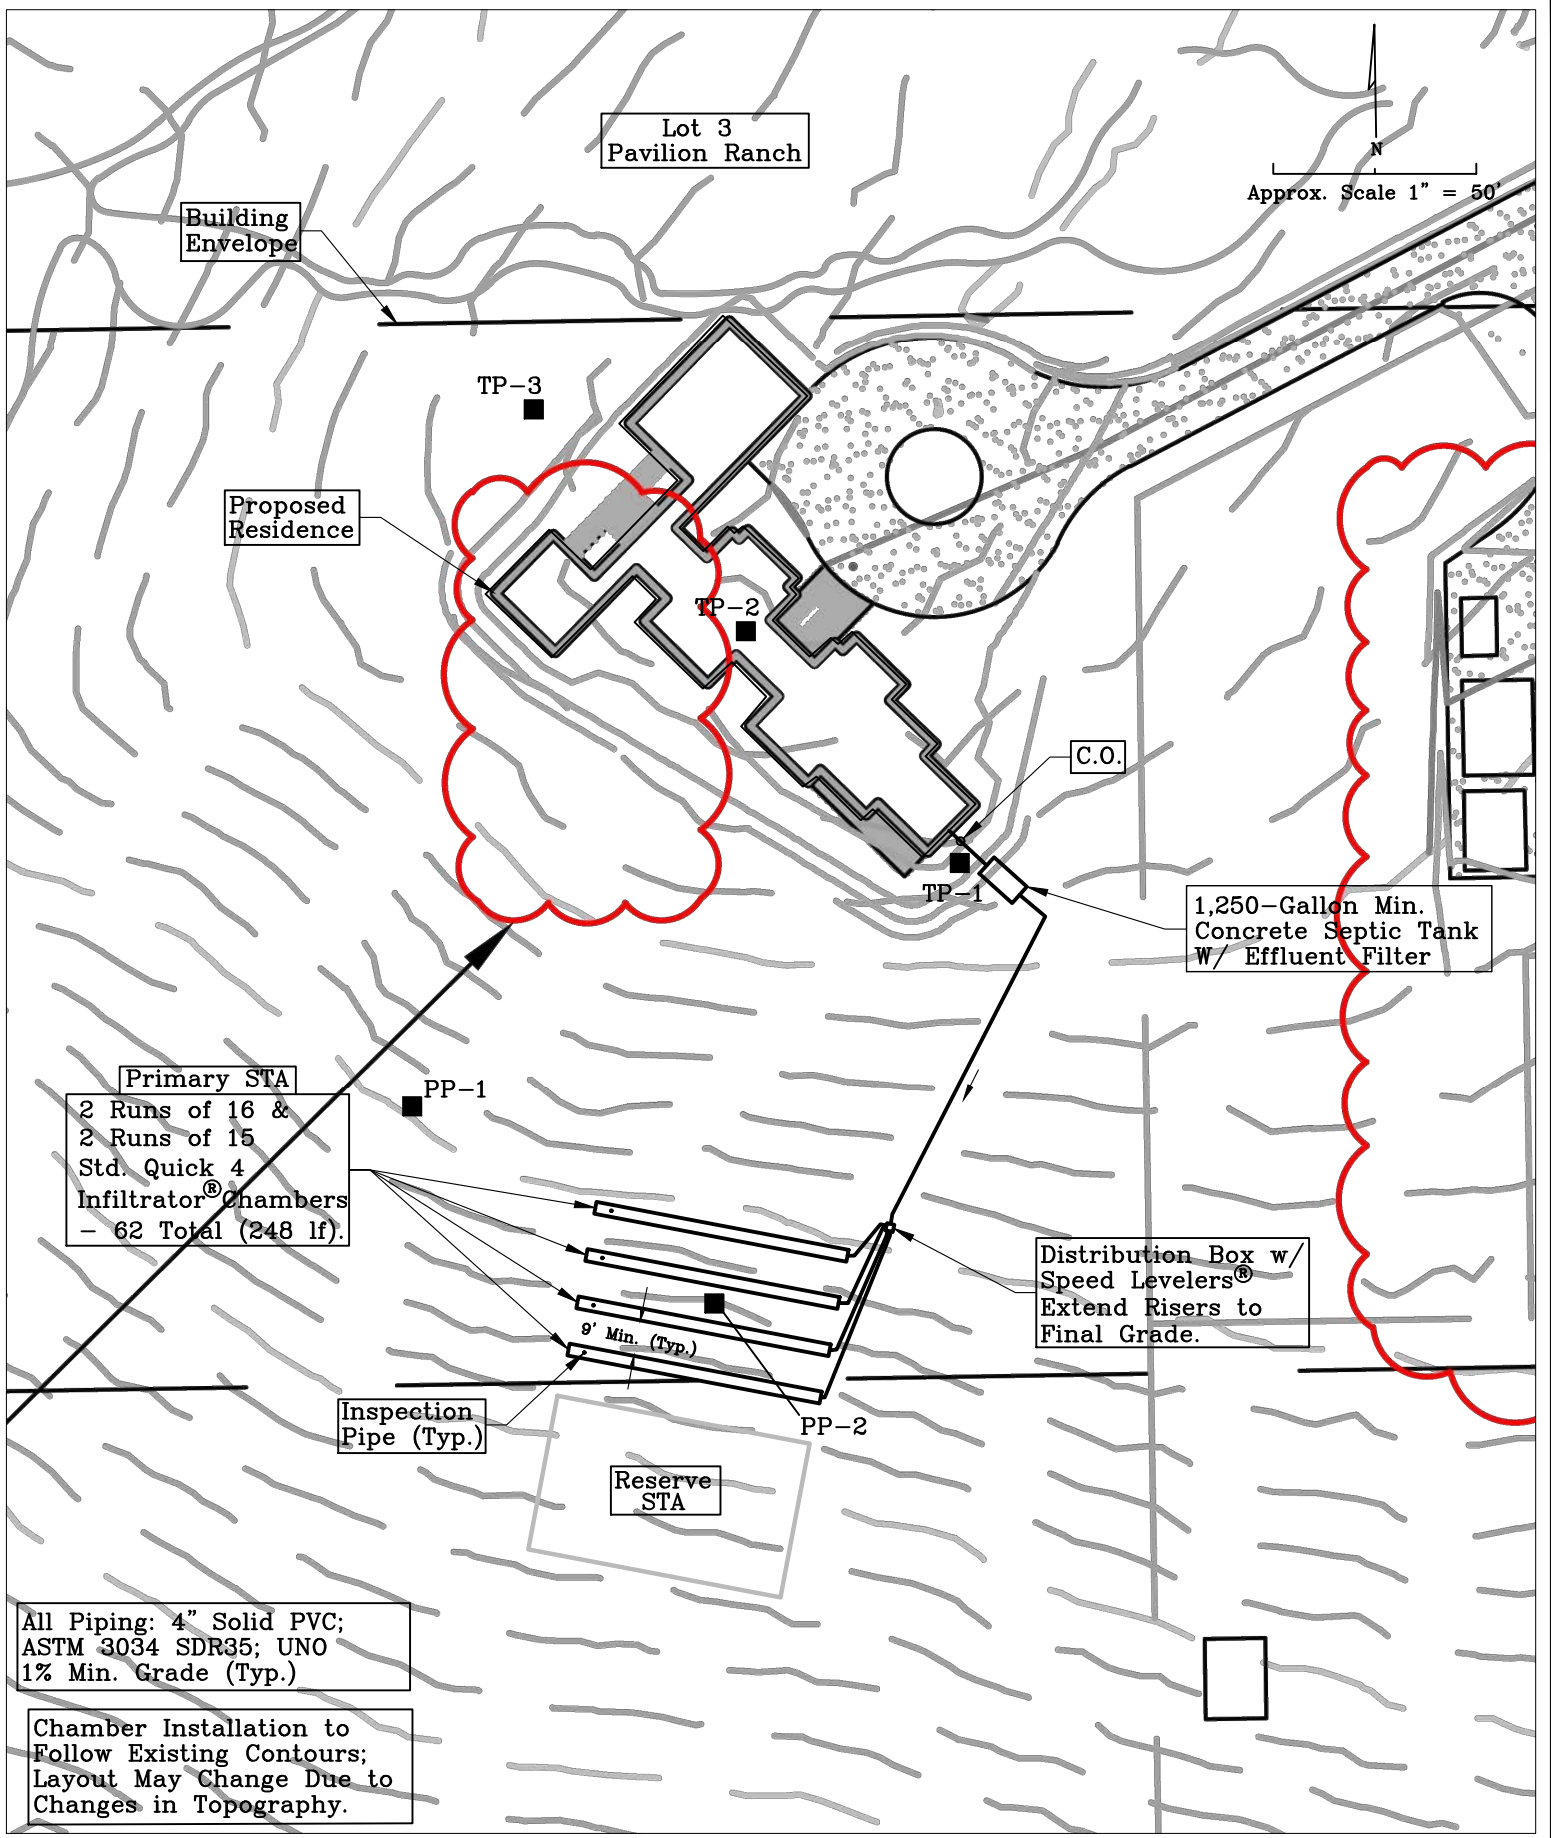 Lot 3
Pavilion Ranch
N
Approx. Scale 1" = 50'
Building
Envelope
TP-3
Proposed
Residence
TP-2
C.O.
TP-1
1,250-Gallon Min.
Concrete Septic Tank
W/ Effluent Filter
Primary STA
2 Runs of 16 &
2 Runs of 15
Std. Quick 4
Infiltrator® Chambers
- 62 Total (248 lf).
PP-1
Distribution Box w/
Speed Levelers®
Extend Risers to
Final Grade.
9' Min. (Typ.)
Inspection
Pipe (Typ.)
PP-2
Reserve
STA
All Piping: 4" Solid PVC;
ASTM 3034 SDR35; UNO
1% Min. Grade (Typ.)
Chamber Installation to
Follow Existing Contours;
Layout May Change Due to
Changes in Topography.